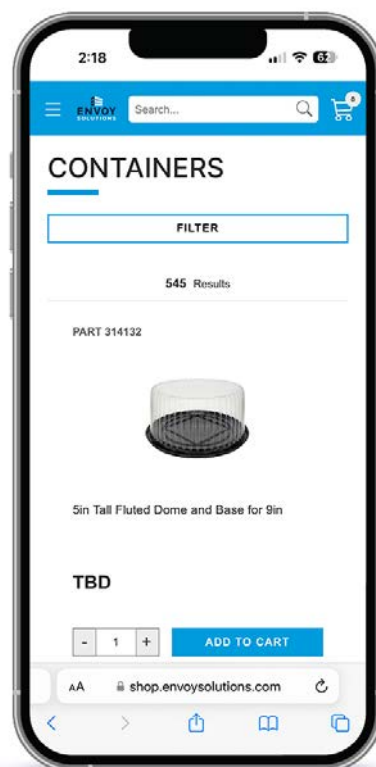 2:18
62
ENVOY
SOLUTIONS
Search...
CONTAINERS
FILTER
545 Results
PART 314132
5in Tall Fluted Dome and Base for 9in
TBD
- 1 + ADD TO CART
AA shop.envoysolutions.com